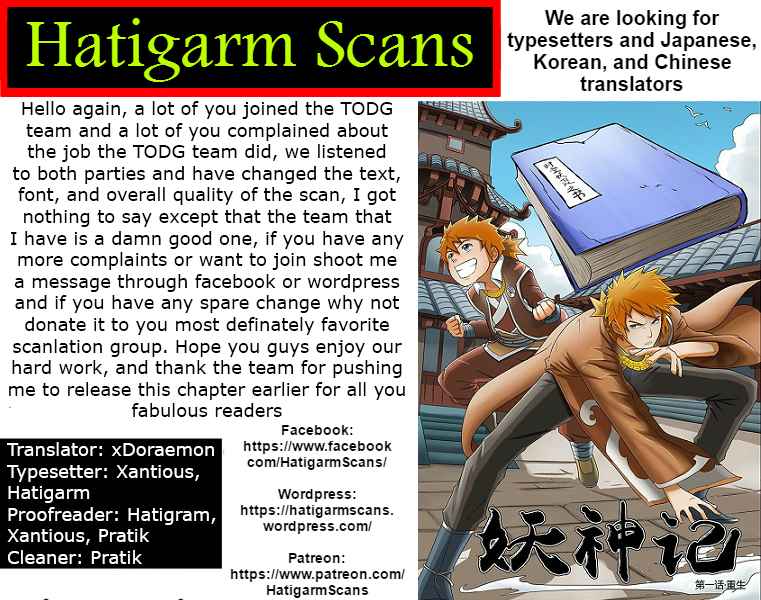 Hatigarm Scans
We are looking for
typesetters and Japanese,
Korean, and Chinese
translators
Hello again, a lot of you joined the TODG
team and a lot of you complained about
the job the TODG team did, we listened
to both parties and have changed the text,
font, and overall quality of the scan, I got
nothing to say except that the team that
I have is a damn good one, if you have any
more complaints or want to join shoot me
a message through facebook or wordpress
and if you have any spare change why not
donate it to you most definately favorite
scanlation group. Hope you guys enjoy our
hard work, and thank the team for pushing
me to release this chapter earlier for all you
fabulous readers
Translator: xDoraemon
Typesetter: Xantious,
Hatigarm
Proofreader: Hatigram,
Xantious, Pratik
Cleaner: Pratik
Facebook:
https://www.facebook
com/HatigarmScans/
Wordpress:
https://hatigarmscans.
wordpress.com/
Patreon:
https://www.patreon.com/
HatigarmScans
妖神记
第一话·重生